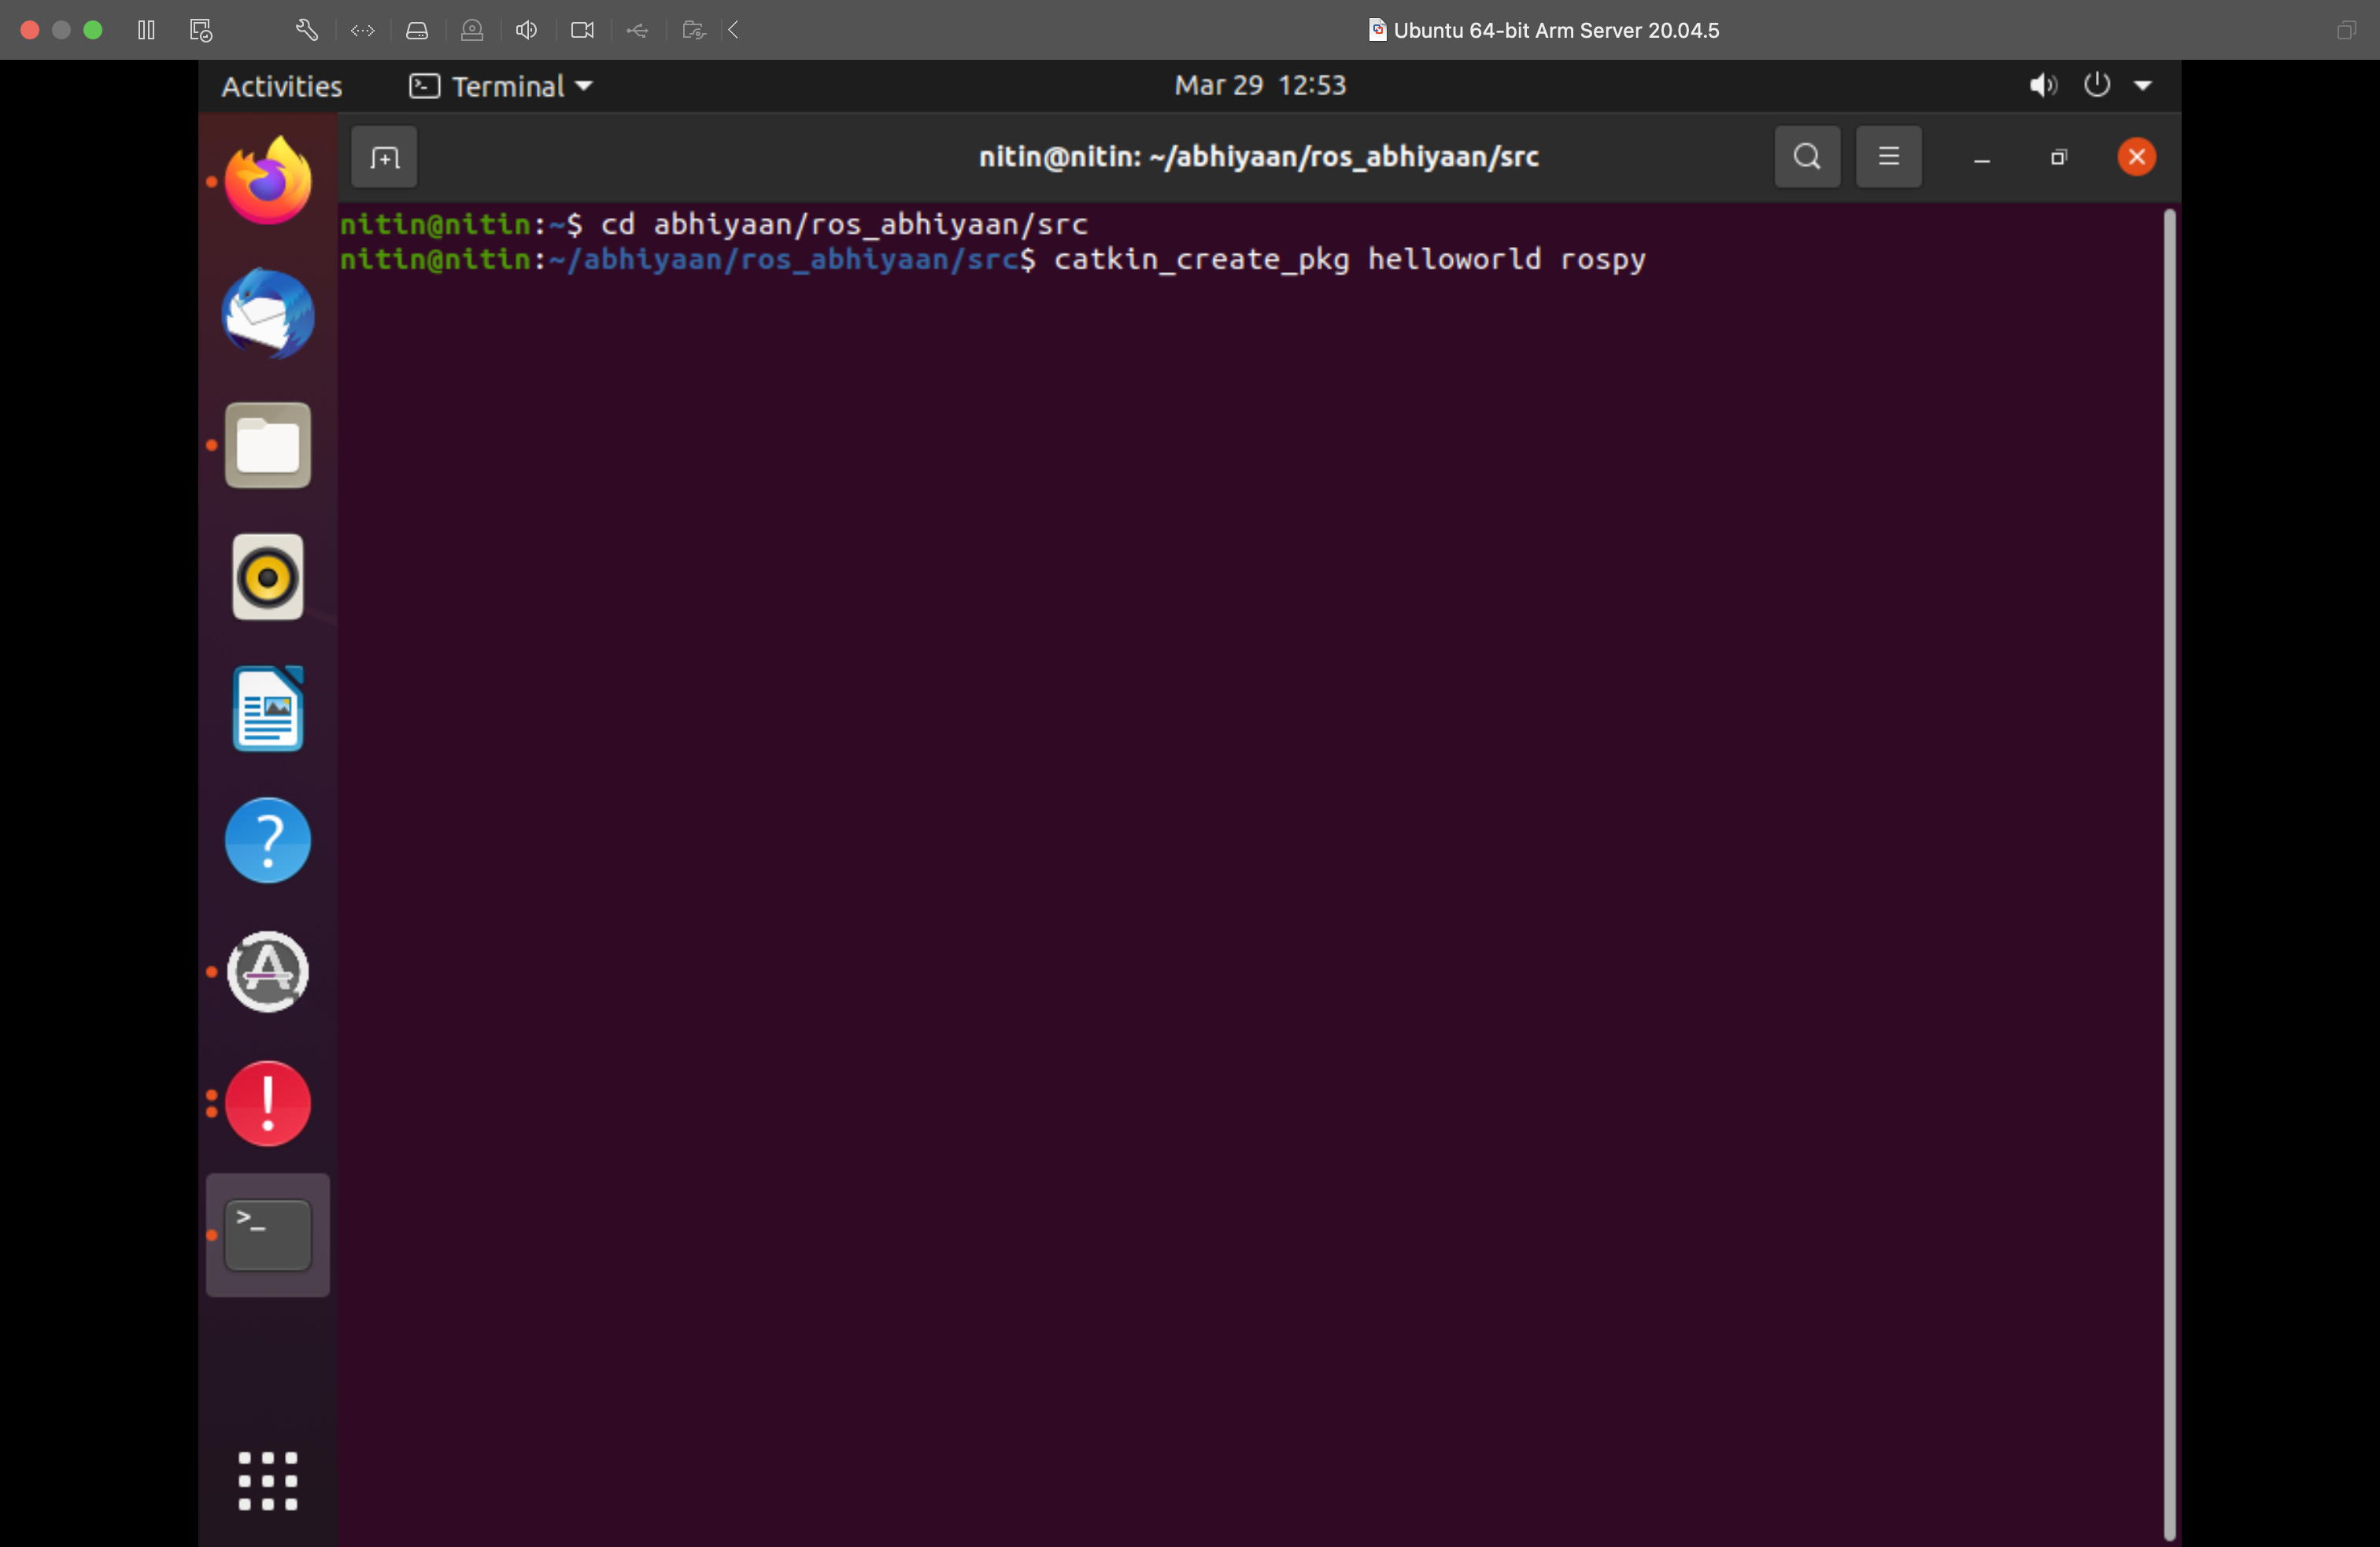 Ubuntu 64-bit Arm Server 20.04.5
Activities
Terminal
Mar 29 12:53
nitin@nitin: ~/abhiyaan/ros_abhiyaan/src
nitin@nitin:~$ cd abhiyaan/ros_abhiyaan/src
nitin@nitin:~/abhiyaan/ros_abhiyaan/src$ catkin_create_pkg helloworld rospy